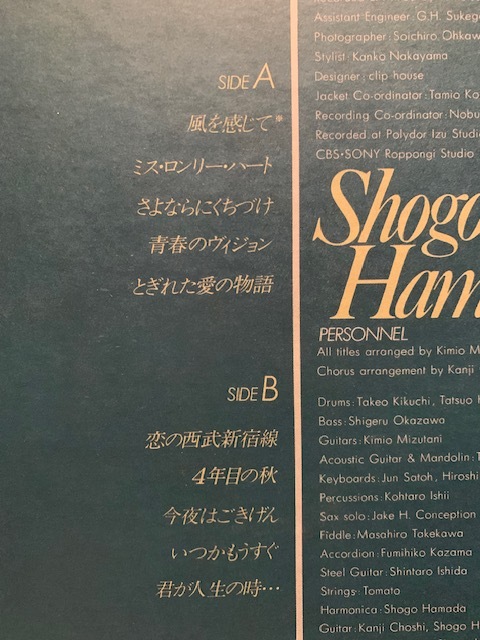 SIDE A
風を感じて*
ミス・ロンリー・ハート
さよならにくちづけ
青春のヴィジョン
とぎれた愛の物語
SIDE B
恋の西武新宿線
4年目の秋
今夜はごきげん
いつかもうすぐ
君が人生の時…
Assistant Engineer: G.H. Sukeg
Photographer: Soichiro Ohkaw
Stylist: Kanko Nakayama
Designer: clip house
Jacket Co-ordinator: Tamio Ko
Recording Co-ordinator: Nobu
Recorded at Polydor Izu Studi
CBS・SONY Roppongi Studio
Shogo
Ham
PERSONNEL
All titles arranged by Kimio M
Chorus arrangement by Kanji
Drums: Takeo Kikuchi, Tatsuo H
Bass: Shigeru Okazawa
Guitars: Kimio Mizutani
Acoustic Guitar & Mandolin: T
Keyboards: Jun Satoh, Hiroshi
Percussions: Kohtaro Ishii
Sax solo: Jake H. Conception
Fiddle: Masahiro Takekawa
Accordion: Fumihiko Kazama
Steel Guitar: Shintaro Ishida
Strings: Tomato
Harmonica: Shogo Hamada
Guitar: Kanji Choshi, Shogo H